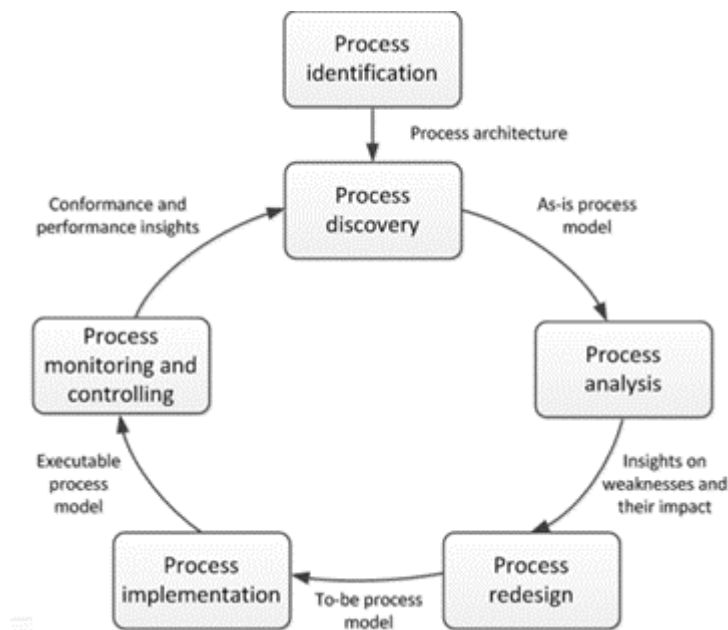 Process
identification
Process architecture
Process
discovery
As-is process
model
Process
analysis
Insights on
weaknesses and
their impact
Process
redesign
To-be process
model
Process
implementation
Executable
process
model
Process
monitoring and
controlling
Conformance and
performance insights